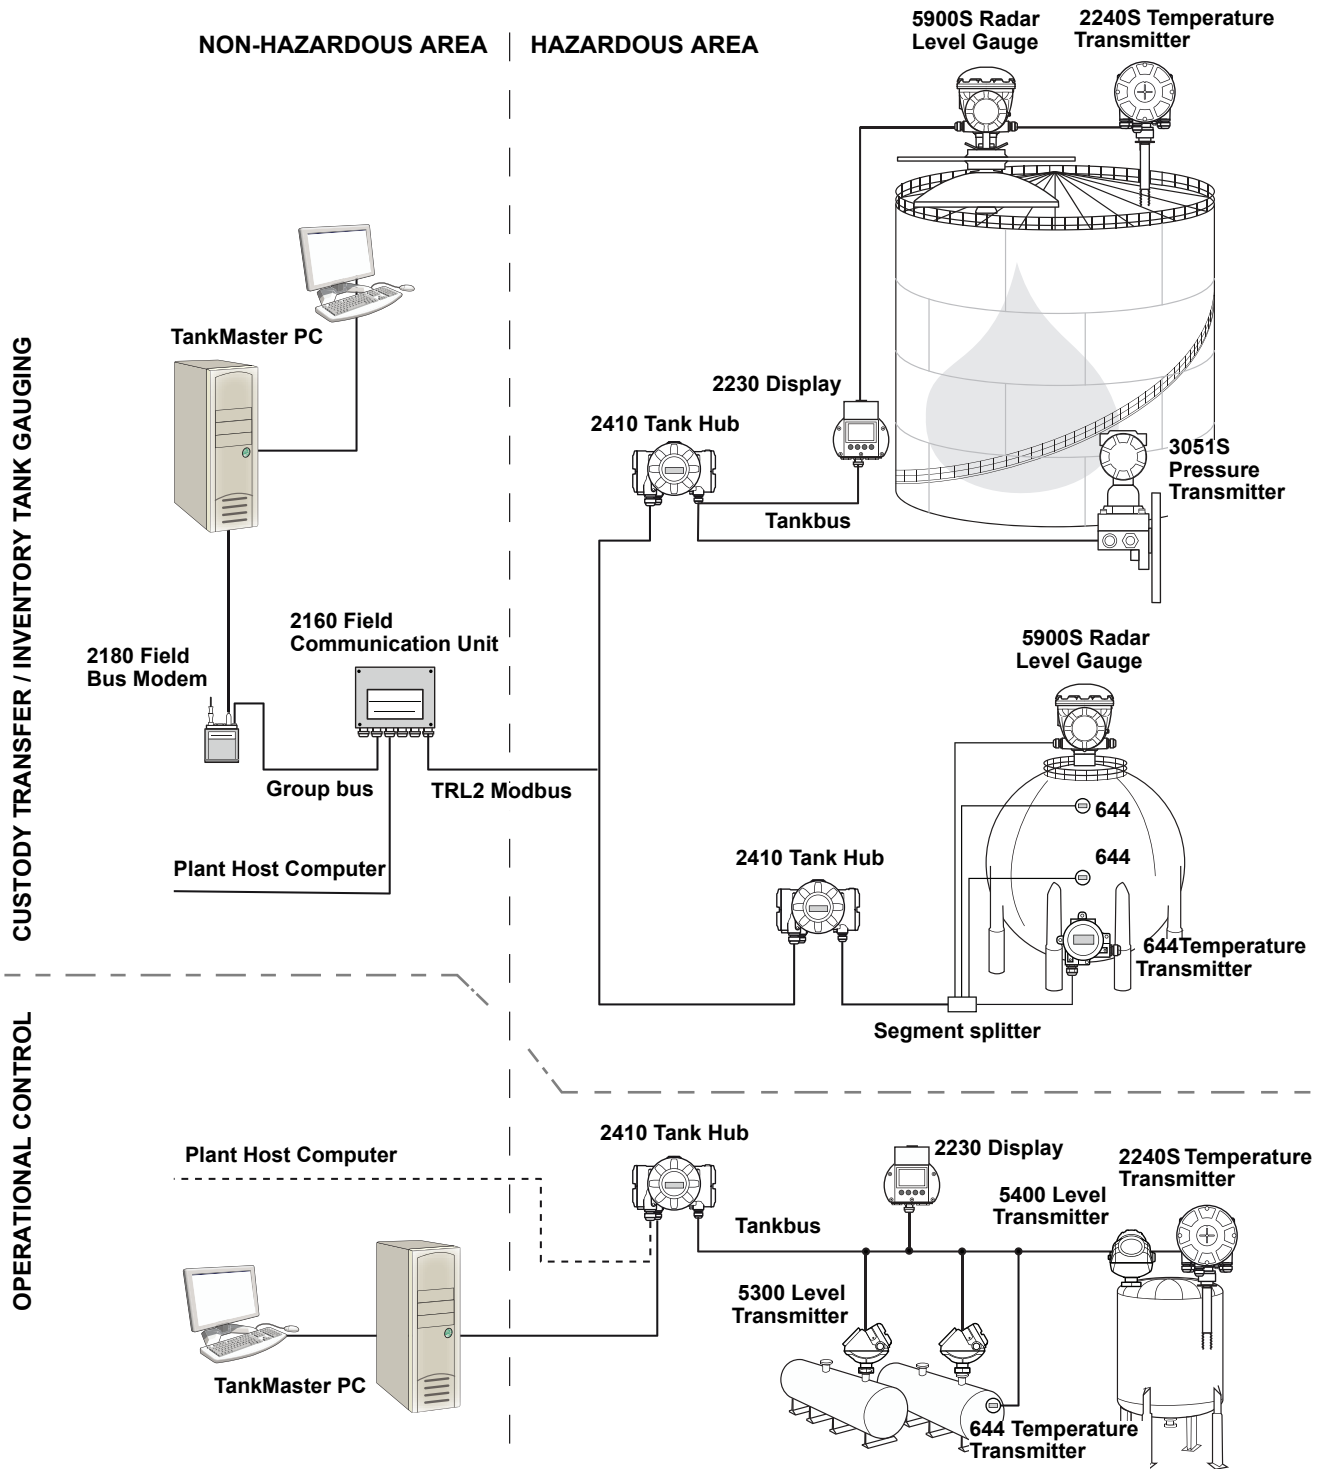 5900S Radar
Level Gauge
2240S Temperature
Transmitter
NON-HAZARDOUS AREA
HAZARDOUS AREA
CUSTODY TRANSFER / INVENTORY TANK GAUGING
TankMaster PC
2230 Display
2410 Tank Hub
3051S
Pressure
Transmitter
Tankbus
2160 Field
Communication Unit
2180 Field
Bus Modem
5900S Radar
Level Gauge
Group bus
TRL2 Modbus
644
644
Plant Host Computer
2410 Tank Hub
644Temperature
Transmitter
Segment splitter
OPERATIONAL CONTROL
Plant Host Computer
2410 Tank Hub
2230 Display
2240S Temperature
Transmitter
5400 Level
Transmitter
Tankbus
5300 Level
Transmitter
TankMaster PC
644 Temperature
Transmitter